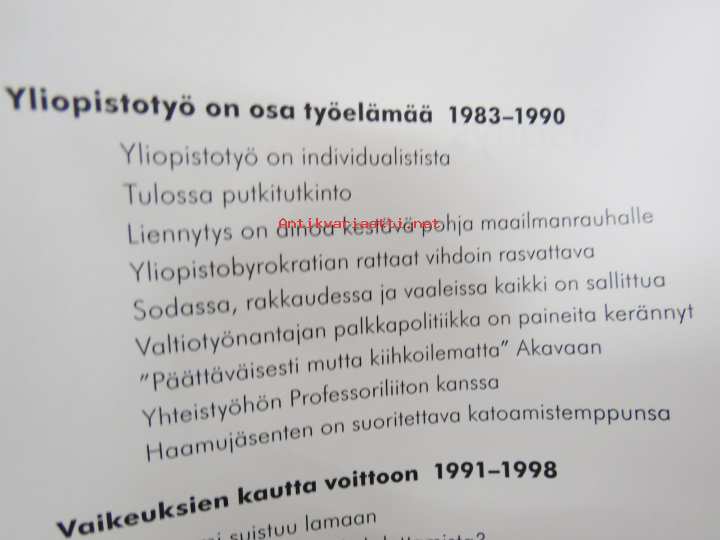 Yliopistotyö on osa työelämää 1983–1990
Yliopistotyö on individualistista
Tulossa putkitutkinto
Liennytys on ainoa kestävä pohja maailmanrauhalle
Antikvatiaatti.net
Yliopistobyrokratian rattaat vihdoin rasvattava
Sodassa, rakkaudessa ja vaaleissa kaikki on sallittua
Valtiotyönantajan palkkapolitiikka on paineita kerännyt
"Päättäväisesti mutta kiihkoilematta" Akavaan
Yhteistyöhön Professoriliiton kanssa
Haamujäsenten on suoritettava katoamistemppunsa
Vaikeuksien kautta voittoon 1991–1998
suistuu lamaan